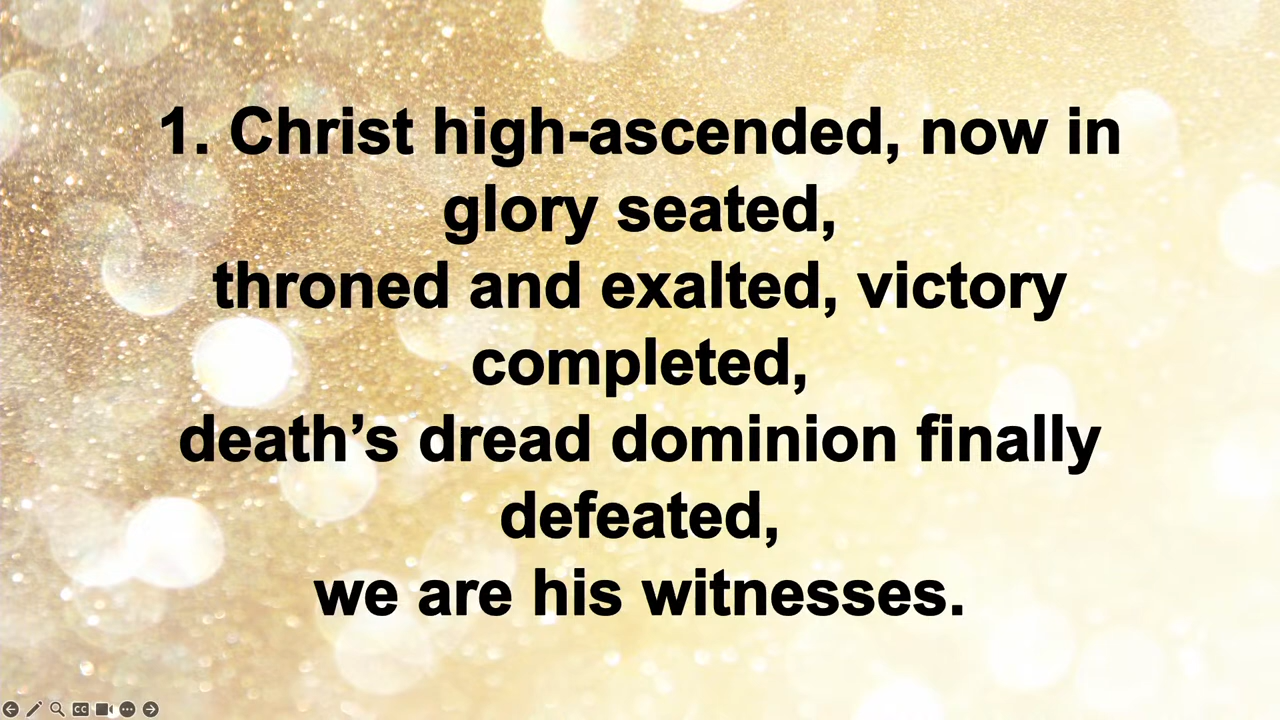 1. Christ high-ascended, now in
glory seated,
throned and exalted, victory
completed,
death’s dread dominion finally
defeated,
we are his witnesses.
CC